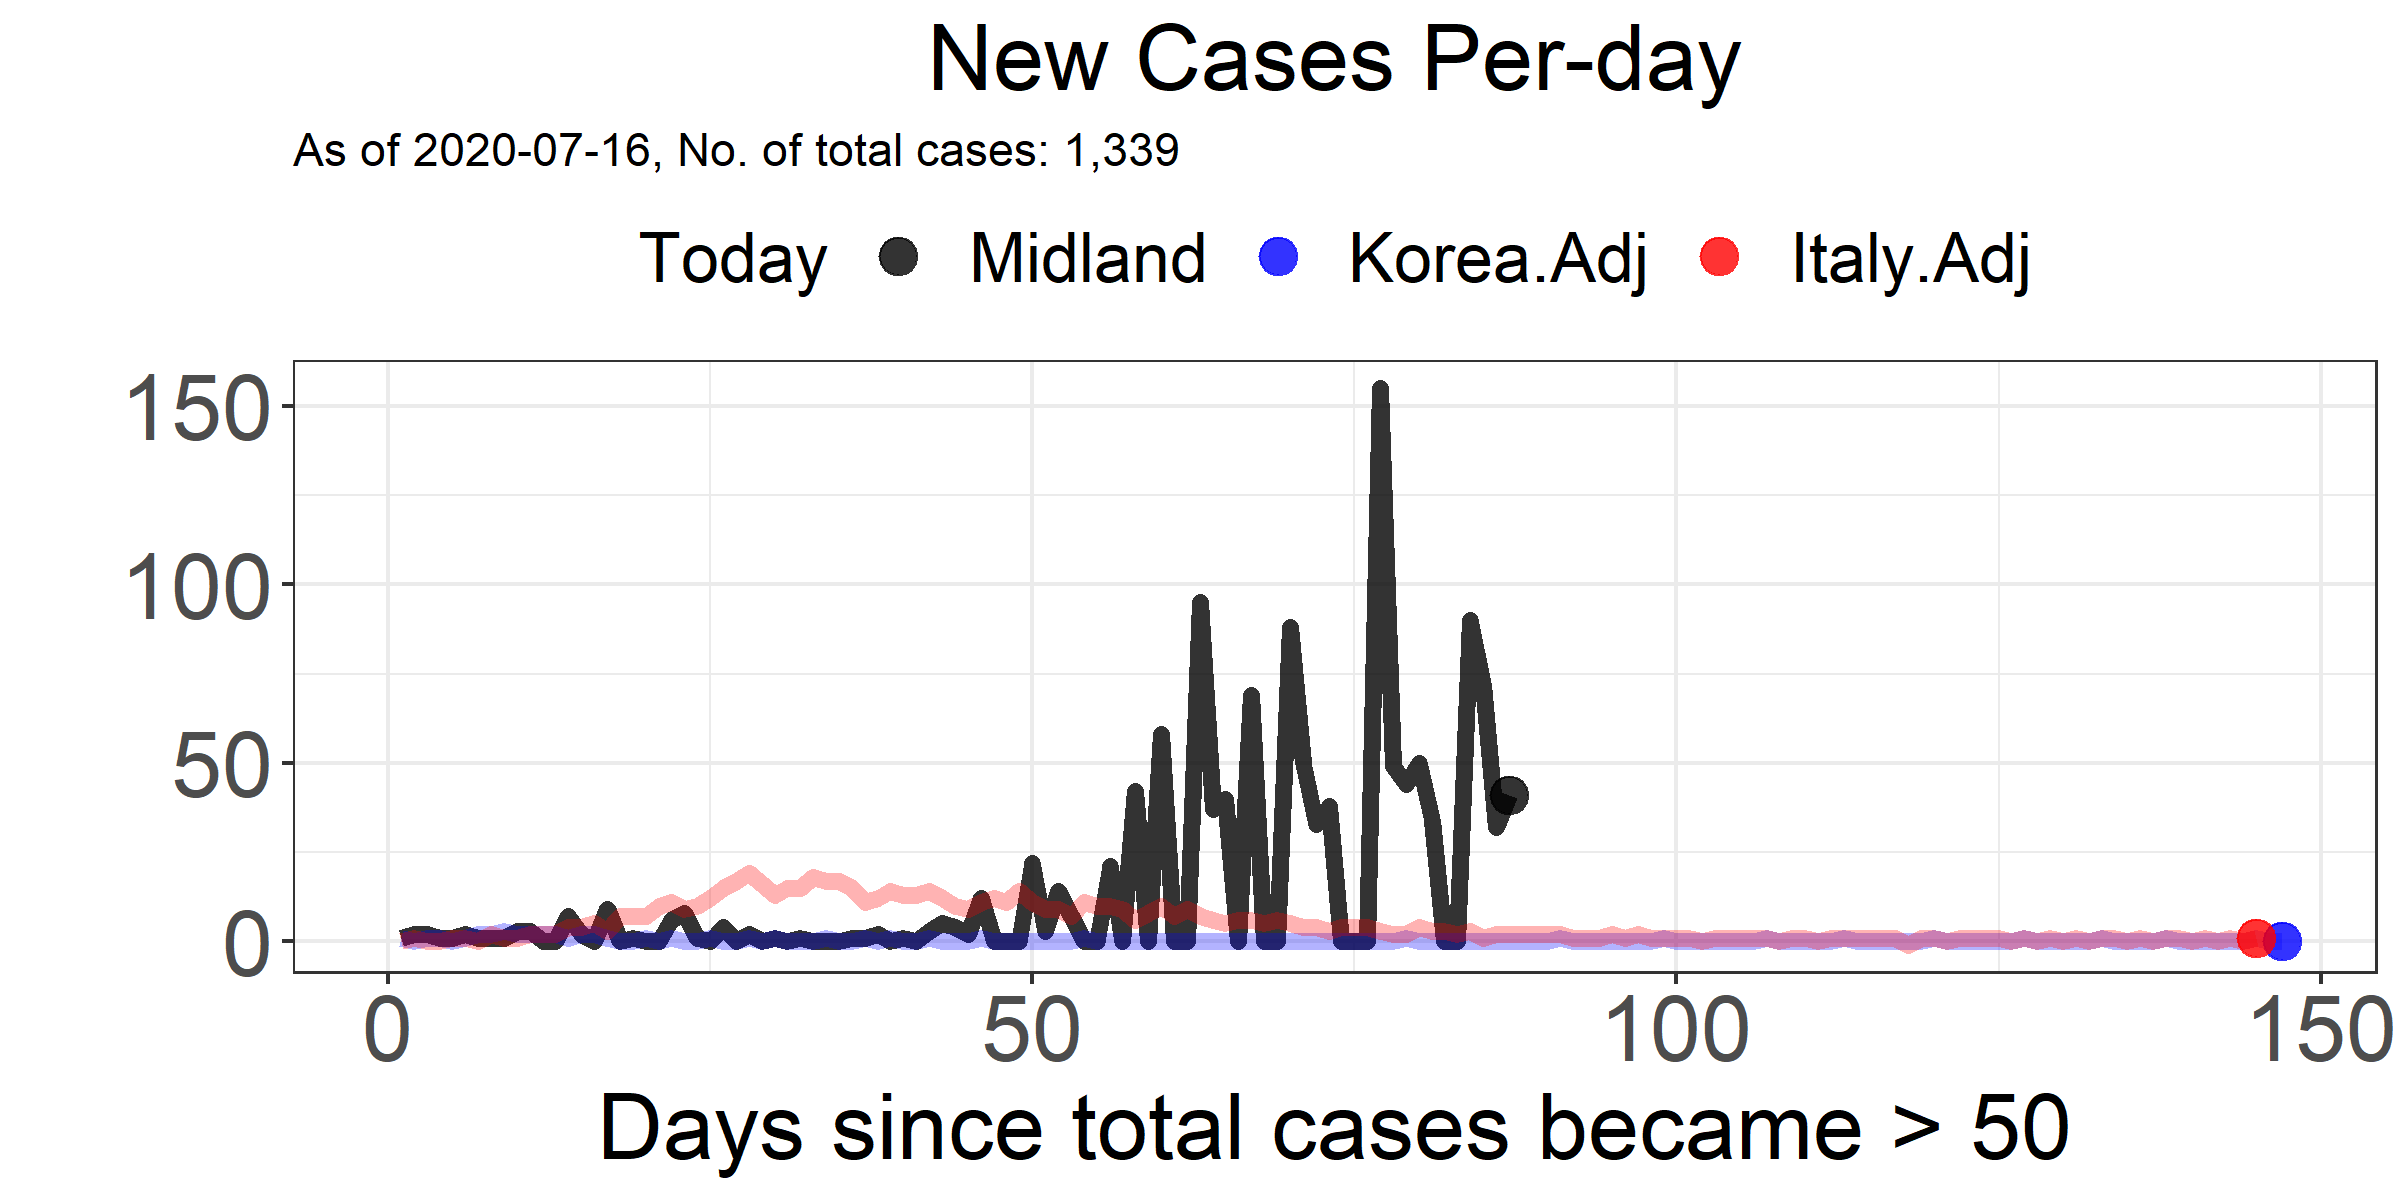 New Cases Per-day
As of 2020-07-16, No. of total cases: 1,339
Today Midland Korea.Adj Italy.Adj
150
100
50
0
0 50 100 150
Days since total cases became > 50